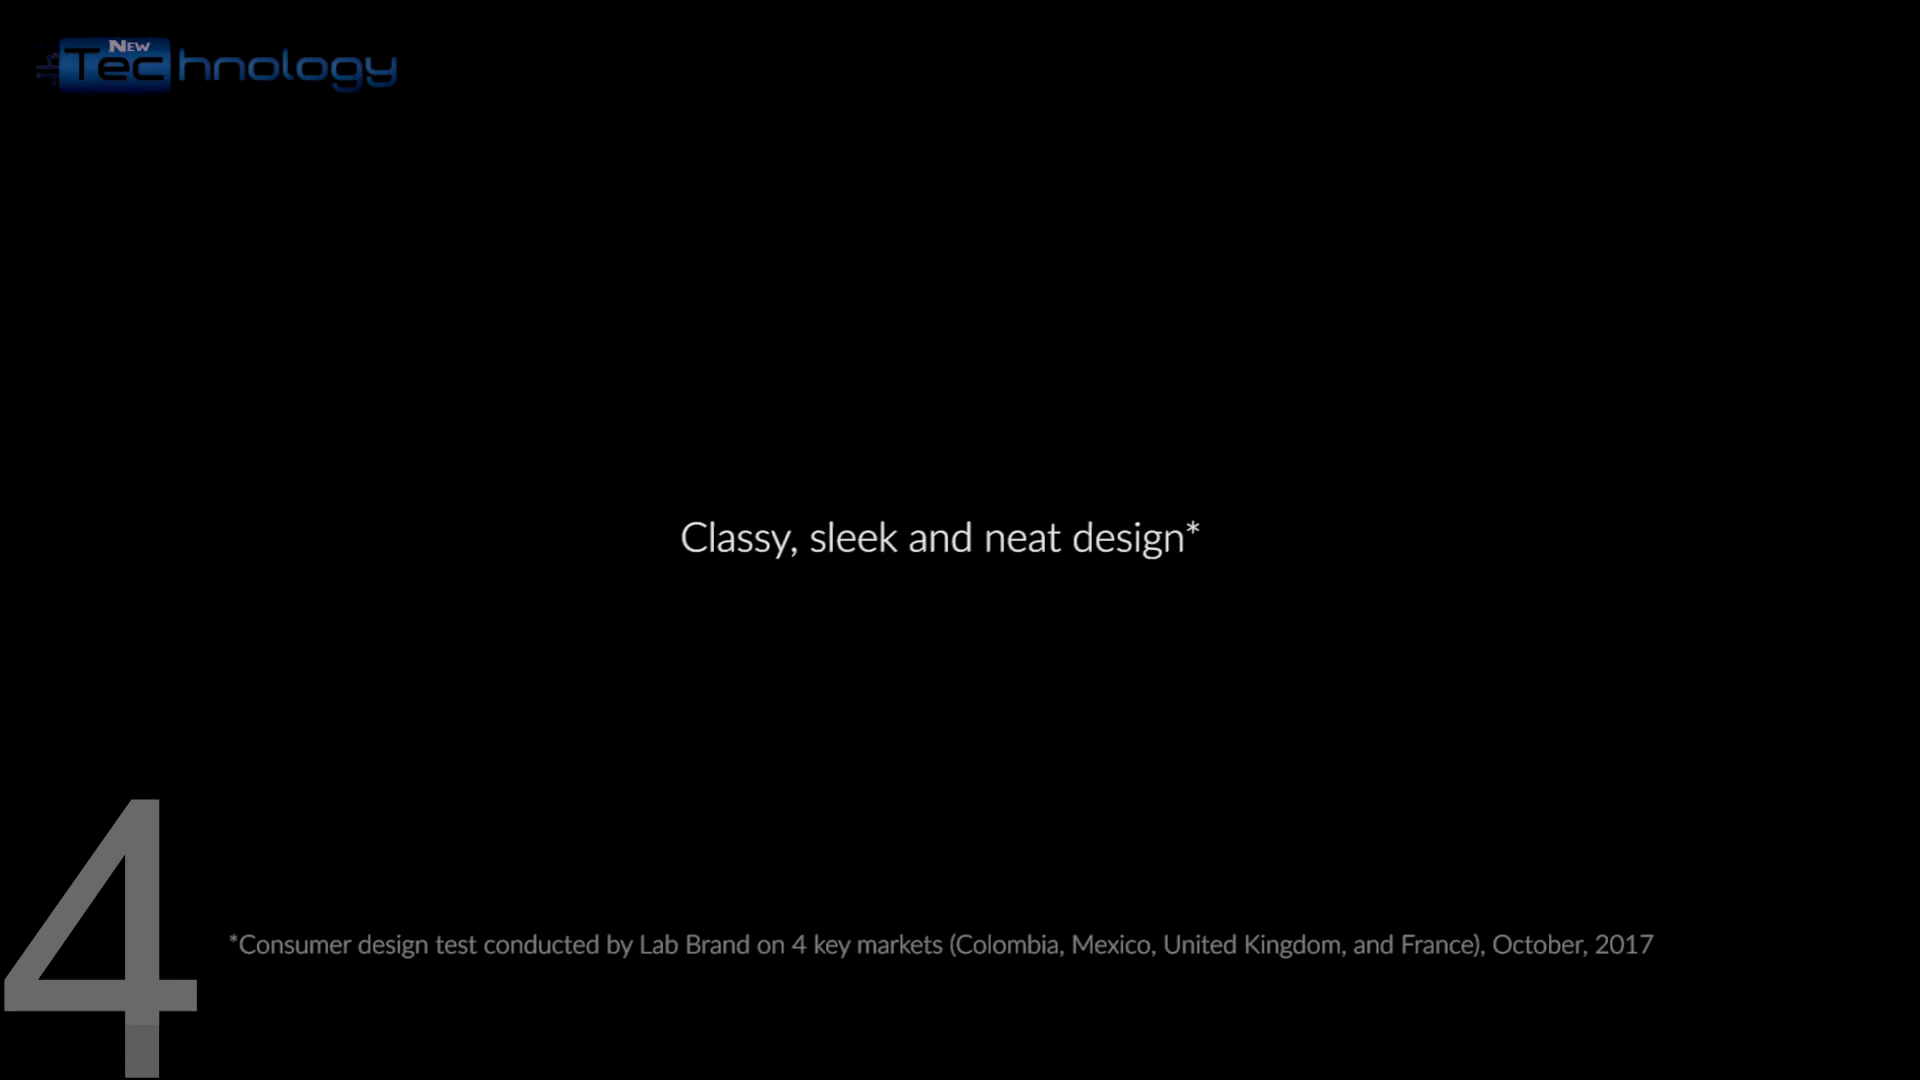 New
Technology
Classy, sleek and neat design*
4
*Consumer design test conducted by Lab Brand on 4 key markets (Colombia, Mexico, United Kingdom, and France), October, 2017